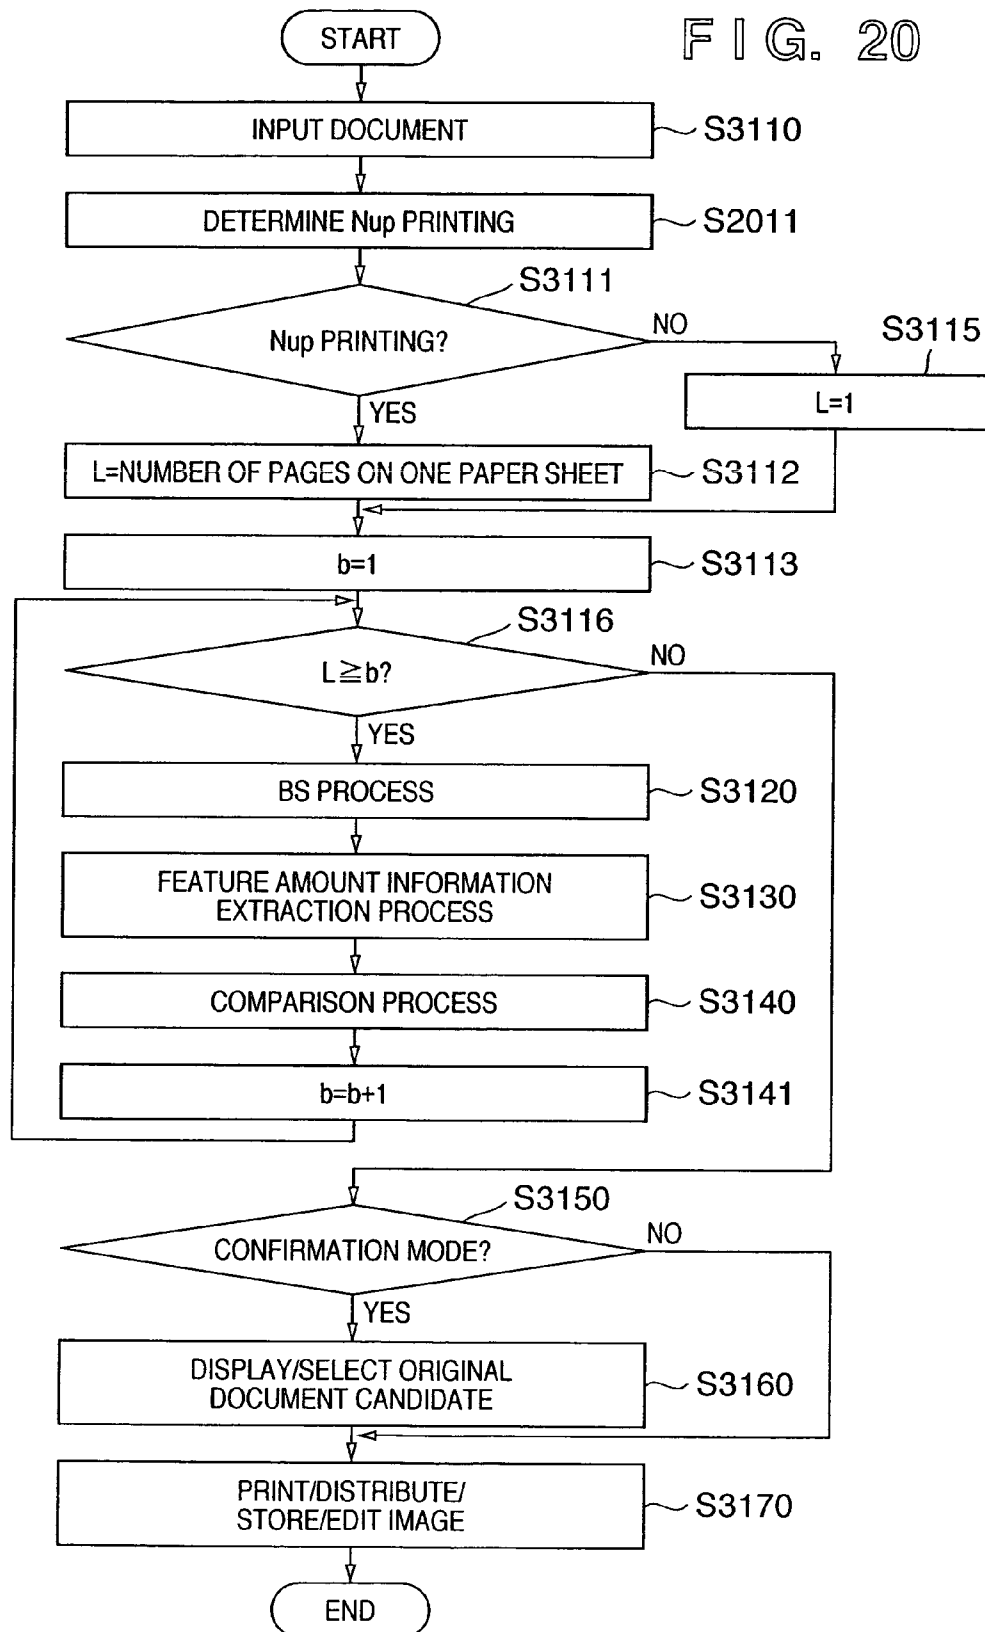 START
FIG. 20
INPUT DOCUMENT
S3110
DETERMINE Nup PRINTING
S2011
S3111
Nup PRINTING?
NO
S3115
L=1
YES
L=NUMBER OF PAGES ON ONE PAPER SHEET
S3112
b=1
S3113
S3116
L≧b?
NO
YES
BS PROCESS
S3120
FEATURE AMOUNT INFORMATION
EXTRACTION PROCESS
S3130
COMPARISON PROCESS
S3140
b=b+1
S3141
S3150
CONFIRMATION MODE?
NO
YES
DISPLAY/SELECT ORIGINAL
DOCUMENT CANDIDATE
S3160
PRINT/DISTRIBUTE/
STORE/EDIT IMAGE
S3170
END